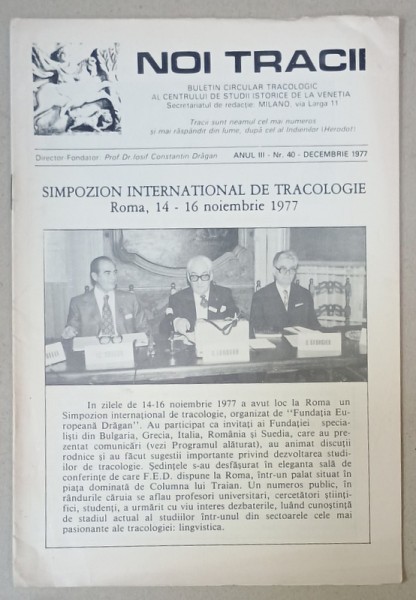 NOI TRACII
BULETIN CIRCULAR TRACOLOGIC
AL CENTRULUI DE STUDII ISTORICE DE LA VENETIA
Secretariatul de redacție: MILANO, via Larga 11
Tracii sunt neamul cel mai numeros
și mai răspândit din lume, după cel al Indienilor (Herodot)
Director-Fondator: Prof Dr Iosif Constantin Drăgan
ANUL III - Nr. 40 - DECEMBRIE 1977
SIMPOZION INTERNATIONAL DE TRACOLOGIE
Roma, 14 - 16 noiembrie 1977
In zilele de 14-16 noiembrie 1977 a avut loc la Roma un
Simpozion internațional de tracologie, organizat de "Fundația Eu-
ropeană Drăgan". Au participat ca invitați ai Fundației specia-
liști din Bulgaria, Grecia, Italia, România și Suedia, care au pre-
zentat comunicări (vezi Programul alăturat), au animat discuții
rodnice și au făcut sugestii importante privind dezvoltarea studi-
ilor de tracologie. Ședințele s-au desfășurat în eleganta sală de
conferințe de care F.E.D. dispune la Roma, într-un palat situat în
piața dominată de Columna lui Traian. Un numeros public, în
rândurile căruia se aflau profesori universitari, cercetători științi-
fici, studenți, a urmărit cu viu interes dezbaterile, luând cunoștință
de stadiul actual al studiilor într-unul din sectoarele cele mai
pasionante ale tracologiei: lingvistica.